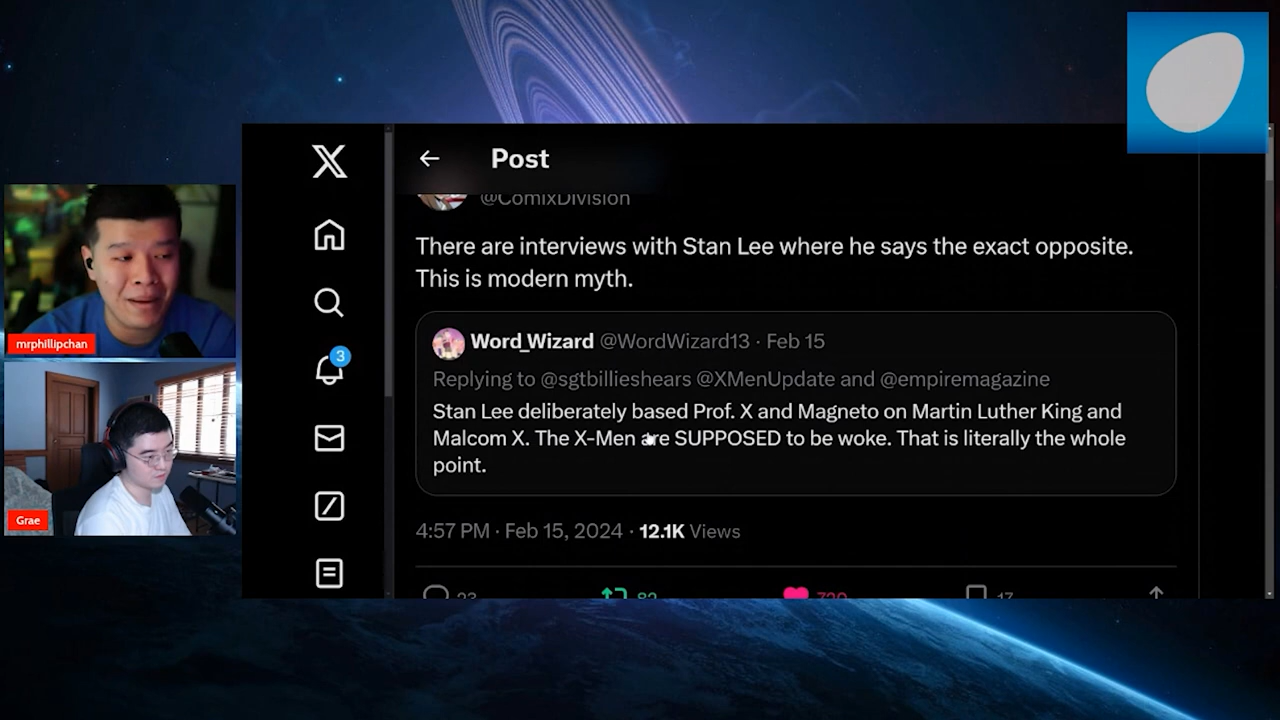 Post
@ComixDivision
There are interviews with Stan Lee where he says the exact opposite.
This is modern myth.
Word_Wizard @WordWizard13 · Feb 15
Replying to @sgtbillieshears @XMenUpdate and @empiremagazine
Stan Lee deliberately based Prof. X and Magneto on Martin Luther King and
Malcom X. The X-Men are SUPPOSED to be woke. That is literally the whole
point.
4:57 PM · Feb 15, 2024 · 12.1K Views
3
mrphillipchan
Grae